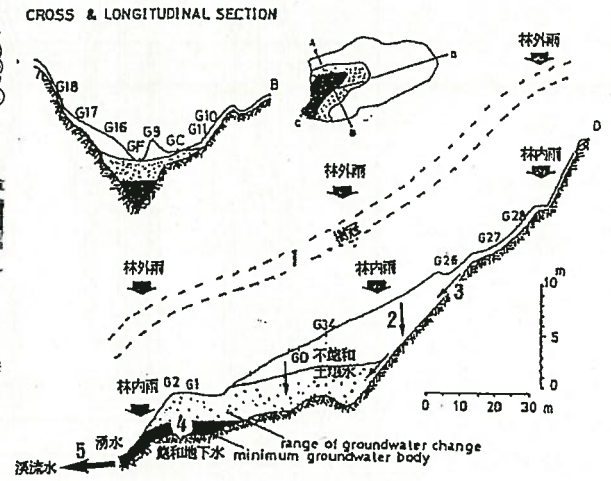 CROSS & LONGITUDINAL SECTION
林外雨
A
B
G18
B
G17
G10
G16
G9
G11
GF
GC
C
B
D
林外雨
林内雨
樹冠
G28
1
G27
林外雨
林内雨
G26
3
10 m
G34
2
5
G0 不飽和
土壌水
0
林内雨
G2 G1
0 10 20 30 m
4
湧水
range of groundwater change
5
飽和地下水
minimum groundwater body
渓流水